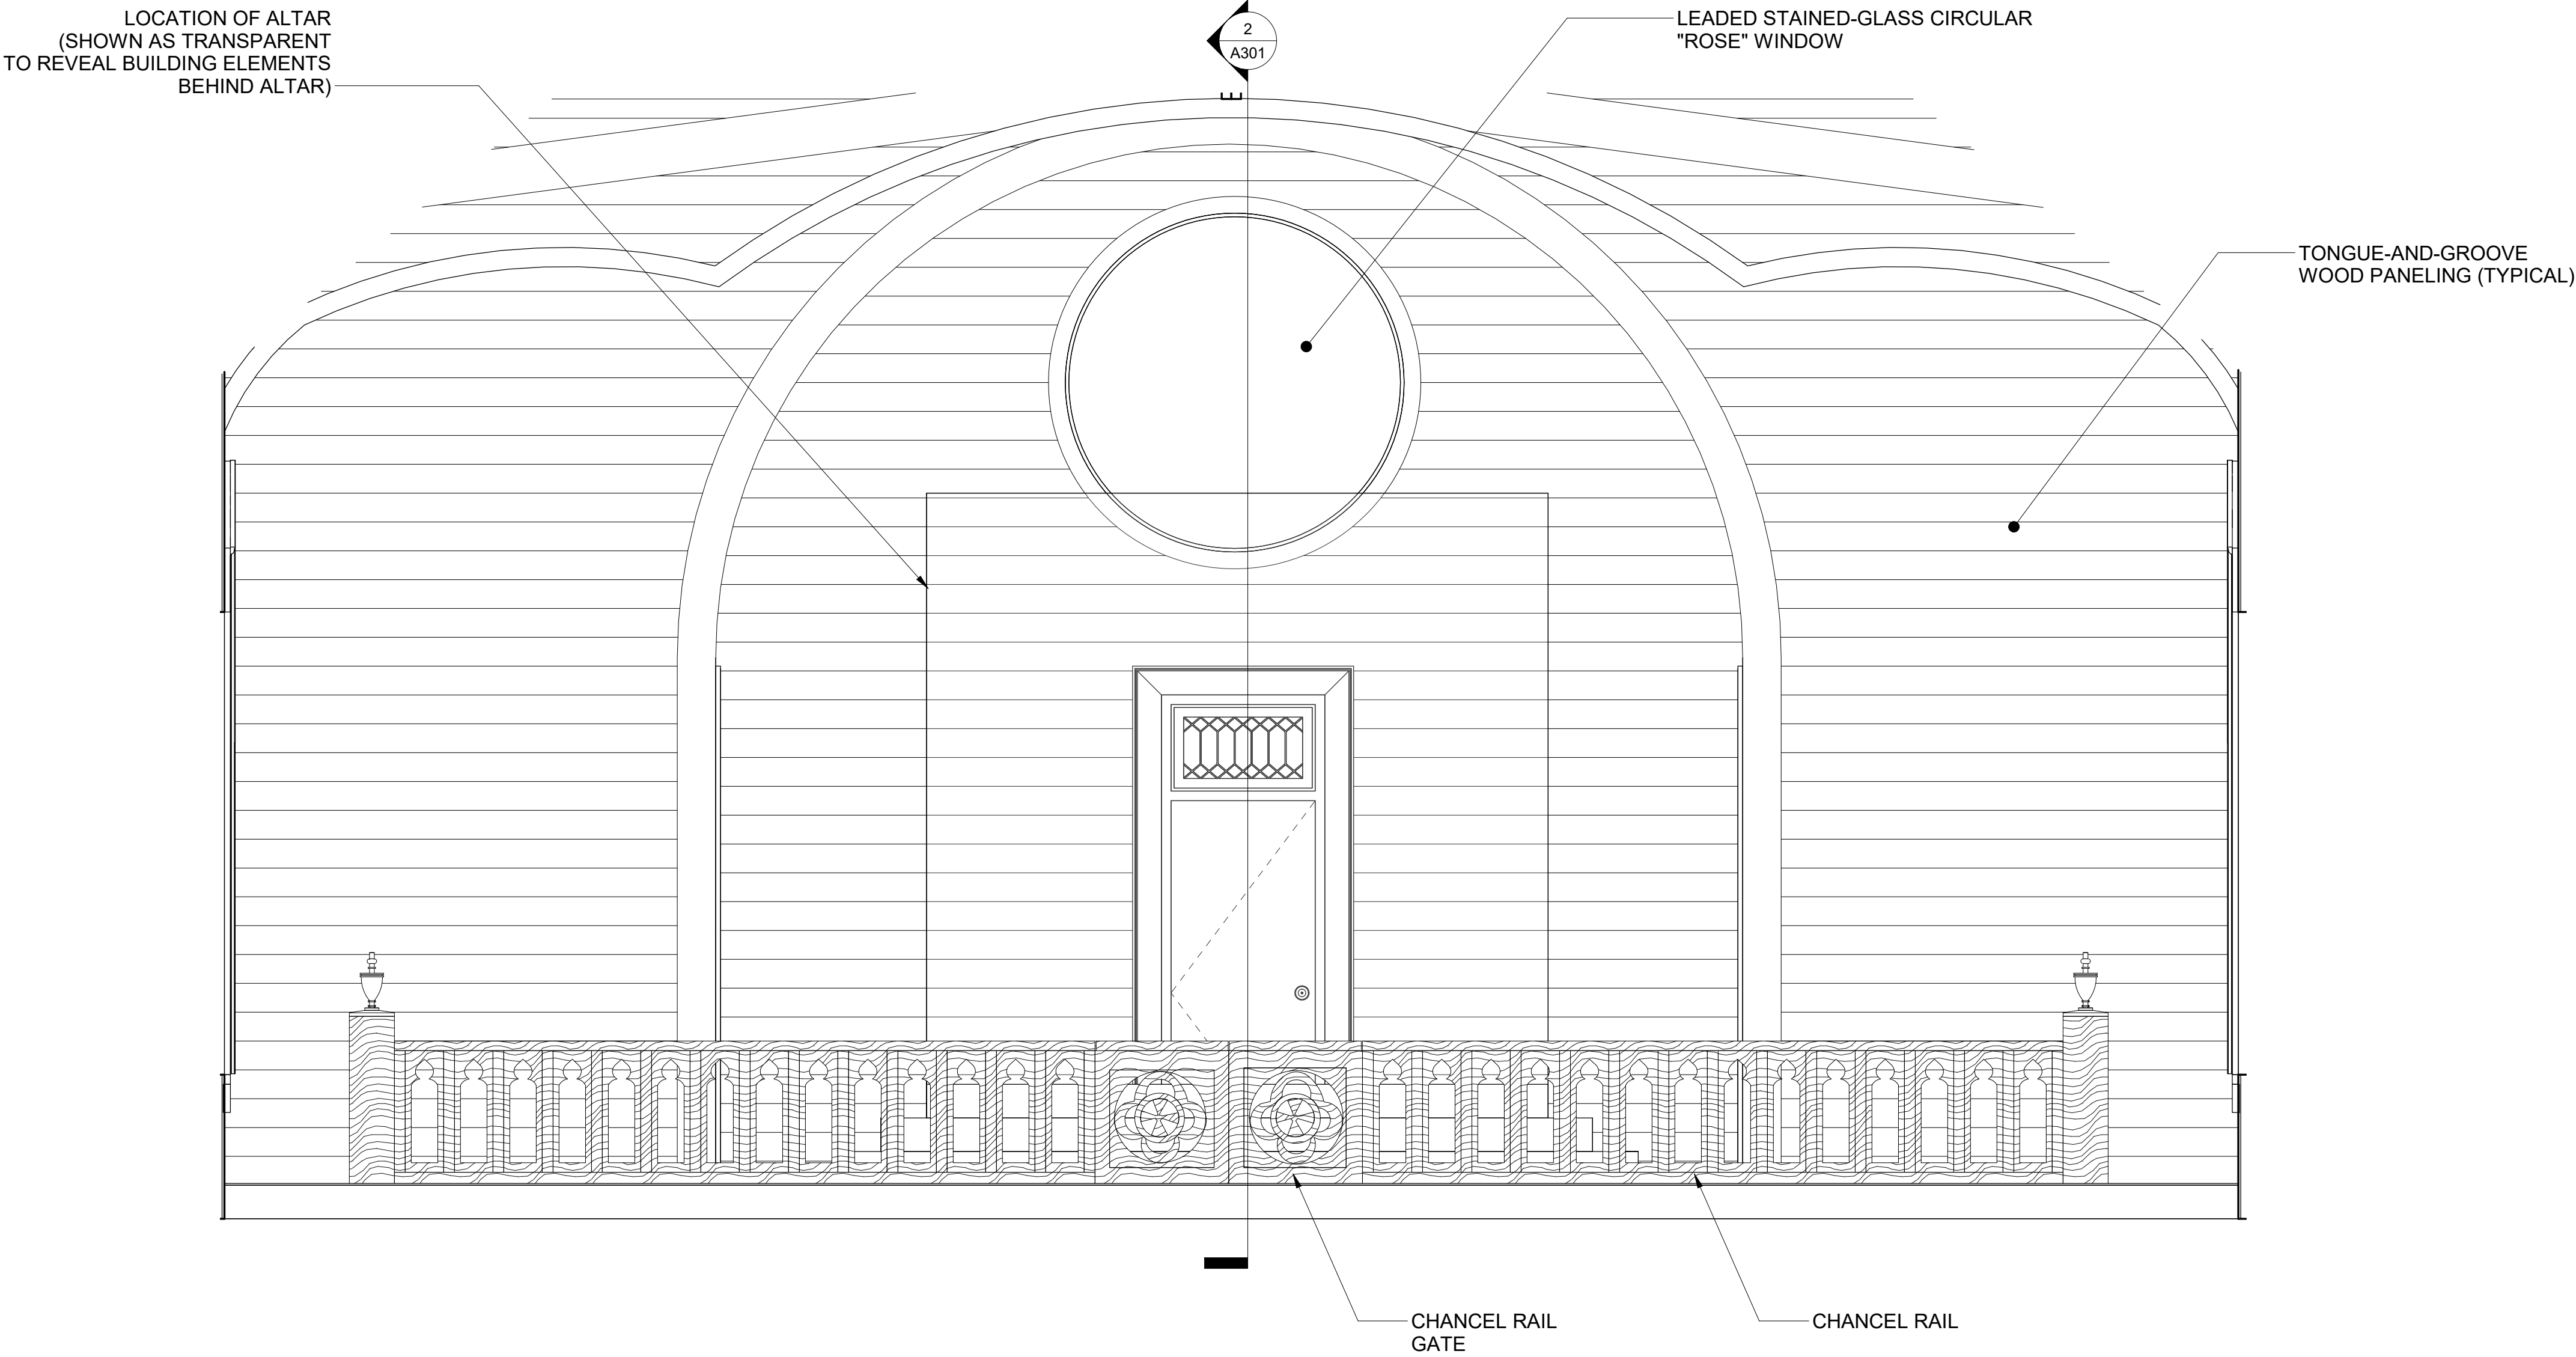 LOCATION OF ALTAR
(SHOWN AS TRANSPARENT
TO REVEAL BUILDING ELEMENTS
BEHIND ALTAR)
2
A301
LEADED STAINED-GLASS CIRCULAR
"ROSE" WINDOW
TONGUE-AND-GROOVE
WOOD PANELING (TYPICAL)
CHANCEL RAIL
GATE
CHANCEL RAIL